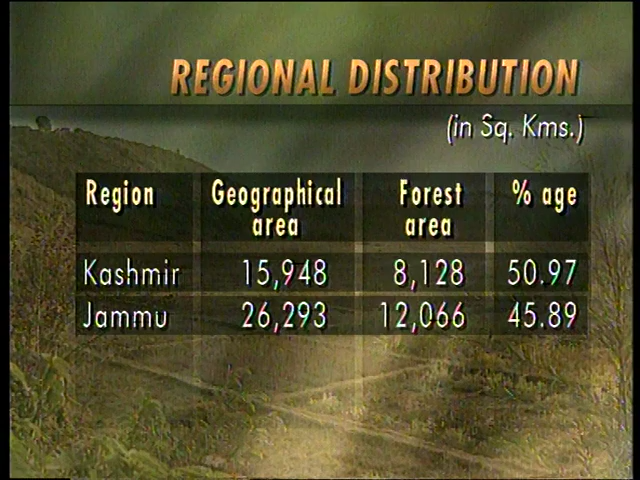 REGIONAL DISTRIBUTION
(in Sq. Kms.)
Region Geographical area Forest area % age
Kashmir 15,948 8,128 50.97
Jammu 26,293 12,066 45.89